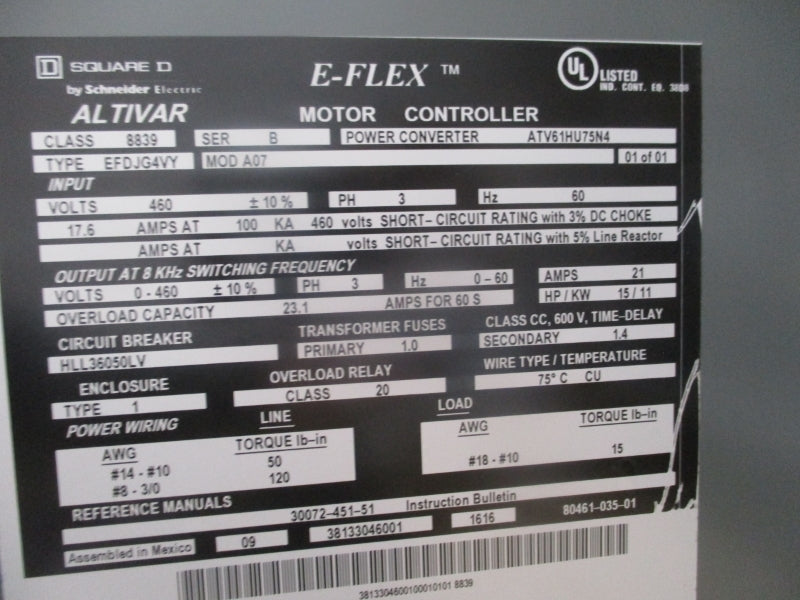 SQUARE D
by Schneider Electric
E-FLEX ™
UL LISTED
IND. CONT. EQ. 38D8
ALTIVAR MOTOR CONTROLLER
CLASS 8839 SER B POWER CONVERTER ATV61HU75N4
TYPE EFDJG4VY MOD A07 01 of 01
INPUT
VOLTS 460 ± 10 % PH 3 Hz 60
17.6 AMPS AT 100 KA 460 volts SHORT– CIRCUIT RATING with 3% DC CHOKE
AMPS AT KA volts SHORT– CIRCUIT RATING with 5% Line Reactor
OUTPUT AT 8 KHz SWITCHING FREQUENCY
VOLTS 0 - 460 ± 10 % PH 3 Hz 0 – 60 AMPS 21
OVERLOAD CAPACITY 23.1 AMPS FOR 60 S HP / KW 15 / 11
CIRCUIT BREAKER TRANSFORMER FUSES CLASS CC, 600 V, TIME–DELAY
HLL36050LV PRIMARY 1.0 SECONDARY 1.4
ENCLOSURE OVERLOAD RELAY WIRE TYPE / TEMPERATURE
TYPE 1 CLASS 20 75° C CU
POWER WIRING LINE LOAD
AWG TORQUE lb–in AWG TORQUE lb–in
#14 - #10 50 #18 - #10 15
#8 - 3/0 120
REFERENCE MANUALS 30072–451–51 Instruction Bulletin 80461–035–01
Assembled in Mexico 09 38133046001 1616
3813304600100010101 8839